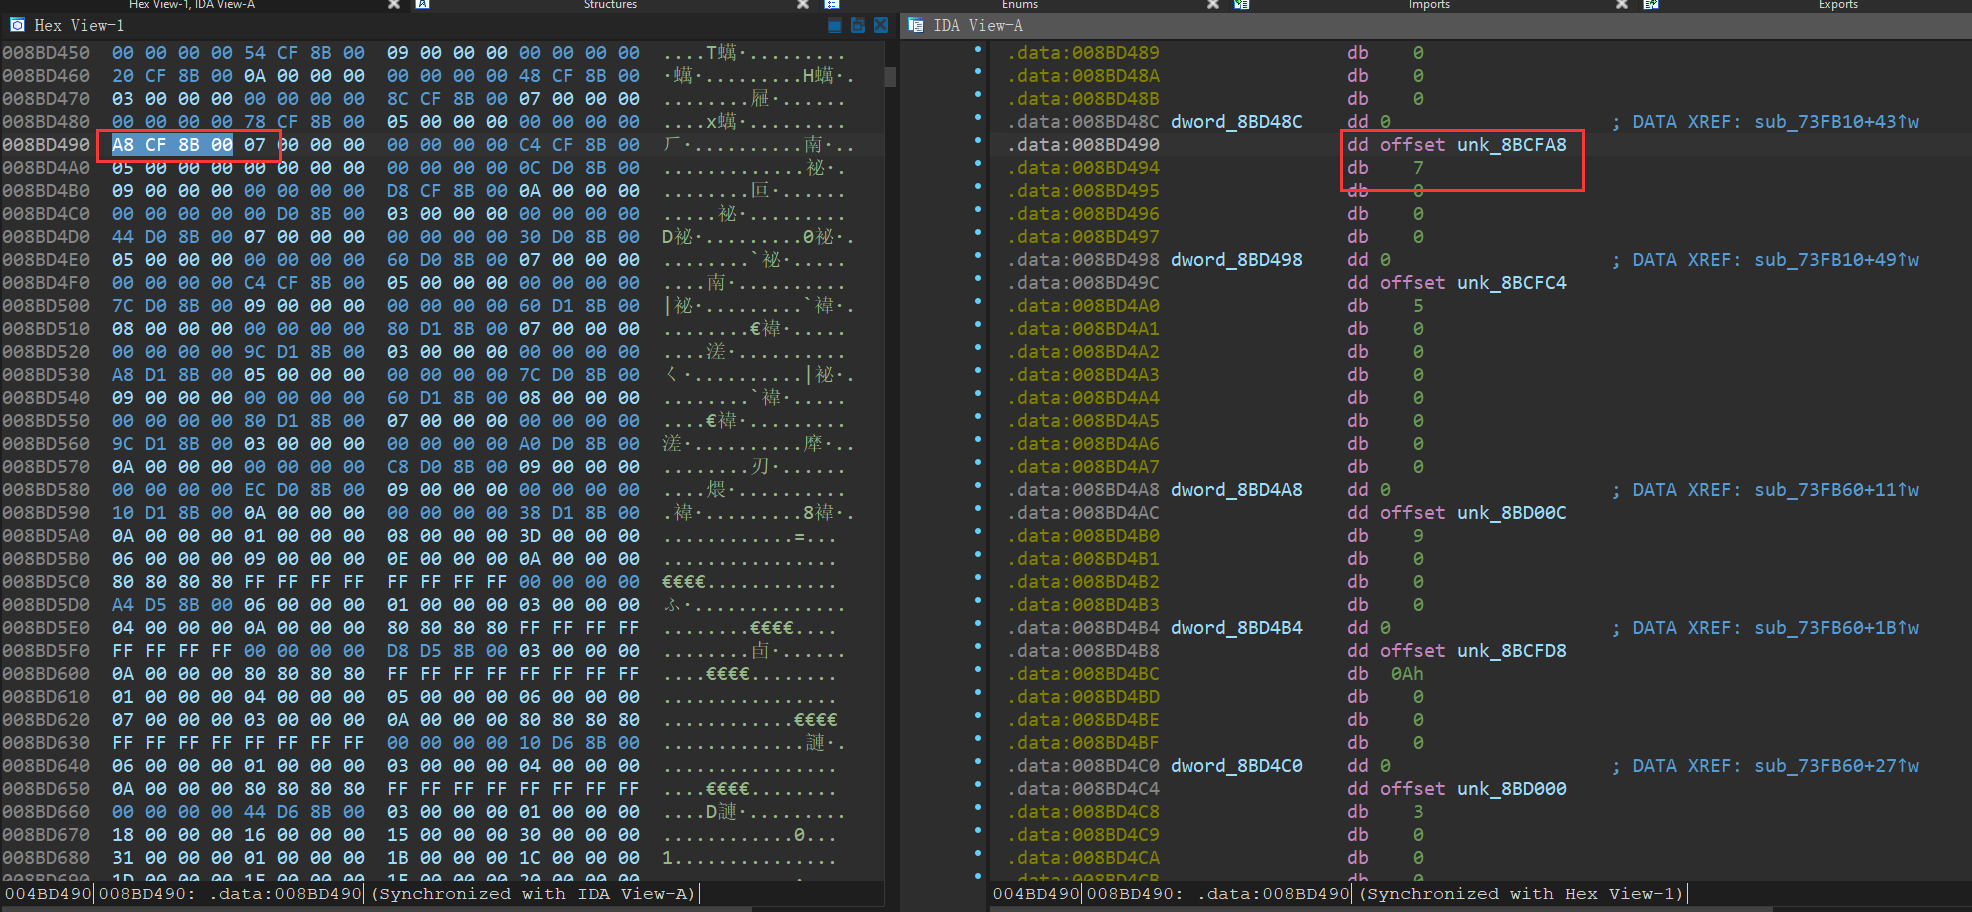 Hex View-1, IDA View-A
Structures
Enums
Imports
Exports
Hex View-1
008BD450 00 00 00 00 54 CF 8B 00 09 00 00 00 00 00 00 00 ....T蠣·.........
008BD460 20 CF 8B 00 0A 00 00 00 00 00 00 00 48 CF 8B 00 ·蠣·.........H蠣·.
008BD470 03 00 00 00 00 00 00 00 8C CF 8B 00 07 00 00 00
008BD480 00 00 00 00 78 CF 8B 00 05 00 00 00 00 00 00 00 ....x蠣·.........
008BD490 A8 CF 8B 00 07 00 00 00 00 00 00 00 C4 CF 8B 00
008BD4A0 05 00 00 00 00 00 00 00 00 00 00 00 0C D0 8B 00 .............袐·.
008BD4B0 09 00 00 00 00 00 00 00 D8 CF 8B 00 0A 00 00 00
008BD4C0 00 00 00 00 00 D0 8B 00 03 00 00 00 00 00 00 00 .....袐·.........
008BD4D0 44 D0 8B 00 07 00 00 00 00 00 00 00 30 D0 8B 00 D袐·.........0袐·.
008BD4E0 05 00 00 00 00 00 00 00 60 D0 8B 00 07 00 00 00 ........`袐·.....
008BD4F0 00 00 00 00 C4 CF 8B 00 05 00 00 00 00 00 00 00
008BD500 7C D0 8B 00 09 00 00 00 00 00 00 00 60 D1 8B 00 |袐·.........`褘·.
008BD510 08 00 00 00 00 00 00 00 80 D1 8B 00 07 00 00 00 ........€褘·.....
008BD520 00 00 00 00 9C D1 8B 00 03 00 00 00 00 00 00 00
008BD530 A8 D1 8B 00 05 00 00 00 00 00 00 00 7C D0 8B 00
008BD540 09 00 00 00 00 00 00 00 60 D1 8B 00 08 00 00 00 ........`褘·.....
008BD550 00 00 00 00 80 D1 8B 00 07 00 00 00 00 00 00 00 ....€褘·.........
008BD560 9C D1 8B 00 03 00 00 00 00 00 00 00 A0 D0 8B 00
008BD570 0A 00 00 00 00 00 00 00 C8 D0 8B 00 09 00 00 00
008BD580 00 00 00 00 EC D0 8B 00 09 00 00 00 00 00 00 00
008BD590 10 D1 8B 00 0A 00 00 00 00 00 00 00 38 D1 8B 00 .褘·.........8褘·.
008BD5A0 0A 00 00 00 01 00 00 00 08 00 00 00 3D 00 00 00 ............=...
008BD5B0 06 00 00 00 09 00 00 00 0E 00 00 00 0A 00 00 00 ................
008BD5C0 80 80 80 80 FF FF FF FF FF FF FF FF 00 00 00 00 €€€€............
008BD5D0 A4 D5 8B 00 06 00 00 00 01 00 00 00 03 00 00 00
008BD5E0 04 00 00 00 0A 00 00 00 80 80 80 80 FF FF FF FF ........€€€€....
008BD5F0 FF FF FF FF 00 00 00 00 D8 D5 8B 00 03 00 00 00
008BD600 0A 00 00 00 80 80 80 80 FF FF FF FF FF FF FF FF ....€€€€........
008BD610 01 00 00 00 04 00 00 00 05 00 00 00 06 00 00 00 ................
008BD620 07 00 00 00 03 00 00 00 0A 00 00 00 80 80 80 80 ............€€€€
008BD630 FF FF FF FF FF FF FF FF 00 00 00 00 10 D6 8B 00
008BD640 06 00 00 00 01 00 00 00 03 00 00 00 04 00 00 00 ................
008BD650 0A 00 00 00 80 80 80 80 FF FF FF FF FF FF FF FF ....€€€€........
008BD660 00 00 00 00 44 D6 8B 00 03 00 00 00 01 00 00 00
008BD670 18 00 00 00 16 00 00 00 15 00 00 00 30 00 00 00 ............0...
008BD680 31 00 00 00 01 00 00 00 1B 00 00 00 1C 00 00 00 1...............
004BD490 008BD490: .data:008BD490 (Synchronized with IDA View-A)
IDA View-A
.data:008BD489 db 0
.data:008BD48A db 0
.data:008BD48B db 0
.data:008BD48C dword_8BD48C dd 0 ; DATA XREF: sub_73FB10+43↑w
.data:008BD490 dd offset unk_8BCFA8
.data:008BD494 db 7
.data:008BD495 db 0
.data:008BD496 db 0
.data:008BD497 db 0
.data:008BD498 dword_8BD498 dd 0 ; DATA XREF: sub_73FB10+49↑w
.data:008BD49C dd offset unk_8BCFC4
.data:008BD4A0 db 5
.data:008BD4A1 db 0
.data:008BD4A2 db 0
.data:008BD4A3 db 0
.data:008BD4A4 db 0
.data:008BD4A5 db 0
.data:008BD4A6 db 0
.data:008BD4A7 db 0
.data:008BD4A8 dword_8BD4A8 dd 0 ; DATA XREF: sub_73FB60+11↑w
.data:008BD4AC dd offset unk_8BD00C
.data:008BD4B0 db 9
.data:008BD4B1 db 0
.data:008BD4B2 db 0
.data:008BD4B3 db 0
.data:008BD4B4 dword_8BD4B4 dd 0 ; DATA XREF: sub_73FB60+1B↑w
.data:008BD4B8 dd offset unk_8BCFD8
.data:008BD4BC db 0Ah
.data:008BD4BD db 0
.data:008BD4BE db 0
.data:008BD4BF db 0
.data:008BD4C0 dword_8BD4C0 dd 0 ; DATA XREF: sub_73FB60+27↑w
.data:008BD4C4 dd offset unk_8BD000
.data:008BD4C8 db 3
.data:008BD4C9 db 0
.data:008BD4CA db 0
.data:008BD4CB db 0
004BD490 008BD490: .data:008BD490 (Synchronized with Hex View-1)